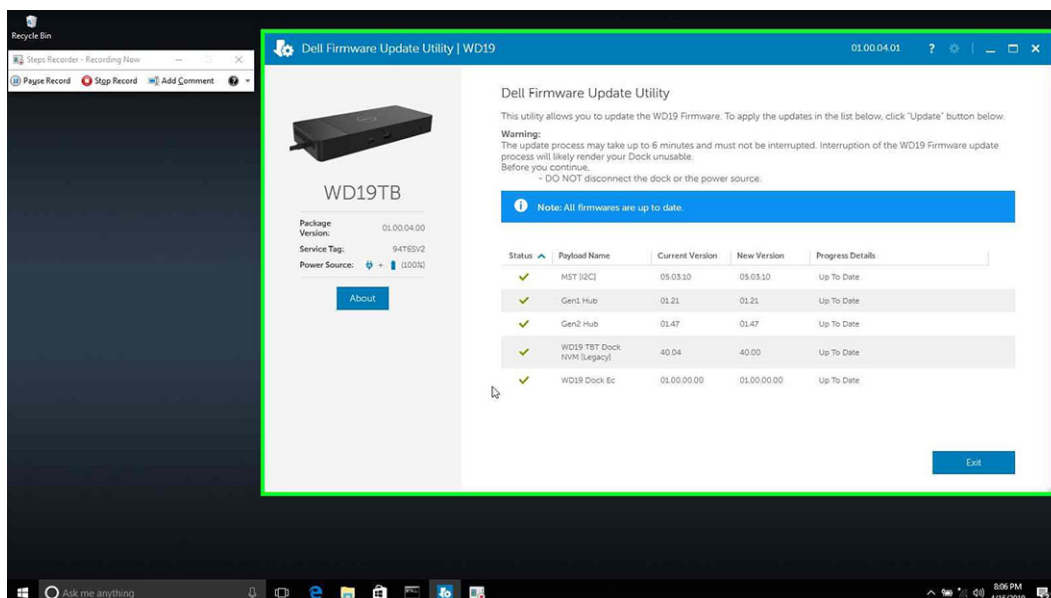 Recycle Bin
Steps Recorder - Recording Now
Pause Record Stop Record Add Comment
Dell Firmware Update Utility | WD19
01.00.04.01 ?
Dell Firmware Update Utility
This utility allows you to update the WD19 Firmware. To apply the updates in the list below, click "Update" button below.
Warning:
The update process may take up to 6 minutes and must not be interrupted. Interruption of the WD19 Firmware update
process will likely render your Dock unusable.
Before you continue,
- DO NOT disconnect the dock or the power source.
Note: All firmwares are up to date.
WD19TB
Package Version: 01.00.04.00
Service Tag: 94T6SV2
Power Source: + (100%)
About
Status Payload Name Current Version New Version Progress Details
MST [I2C] 05.03.10 05.03.10 Up To Date
Gen1 Hub 01.21 01.21 Up To Date
Gen2 Hub 01.47 01.47 Up To Date
WD19 TBT Dock NVM [Legacy] 40.04 40.00 Up To Date
WD19 Dock Ec 01.00.00.00 01.00.00.00 Up To Date
Exit
Ask me anything
8:06 PM